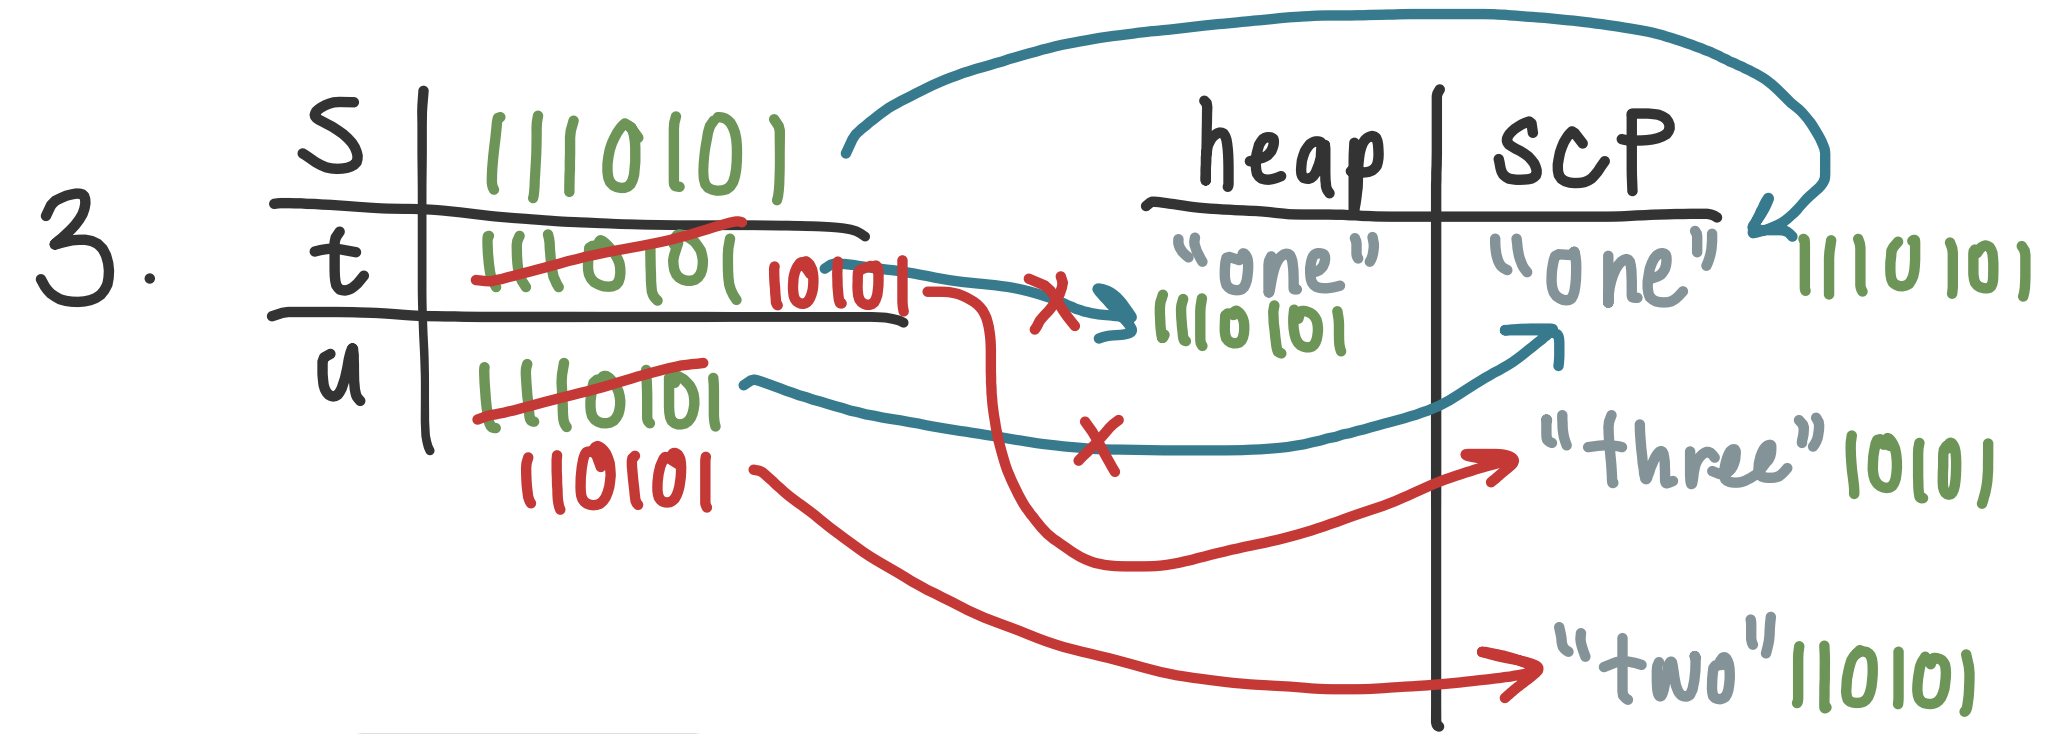 3.
s 1110101
t 1110101 10101
u 1110101
110101
heap SCP
"one" "one" 1110101
1110101
"three" 10101
"two" 110101